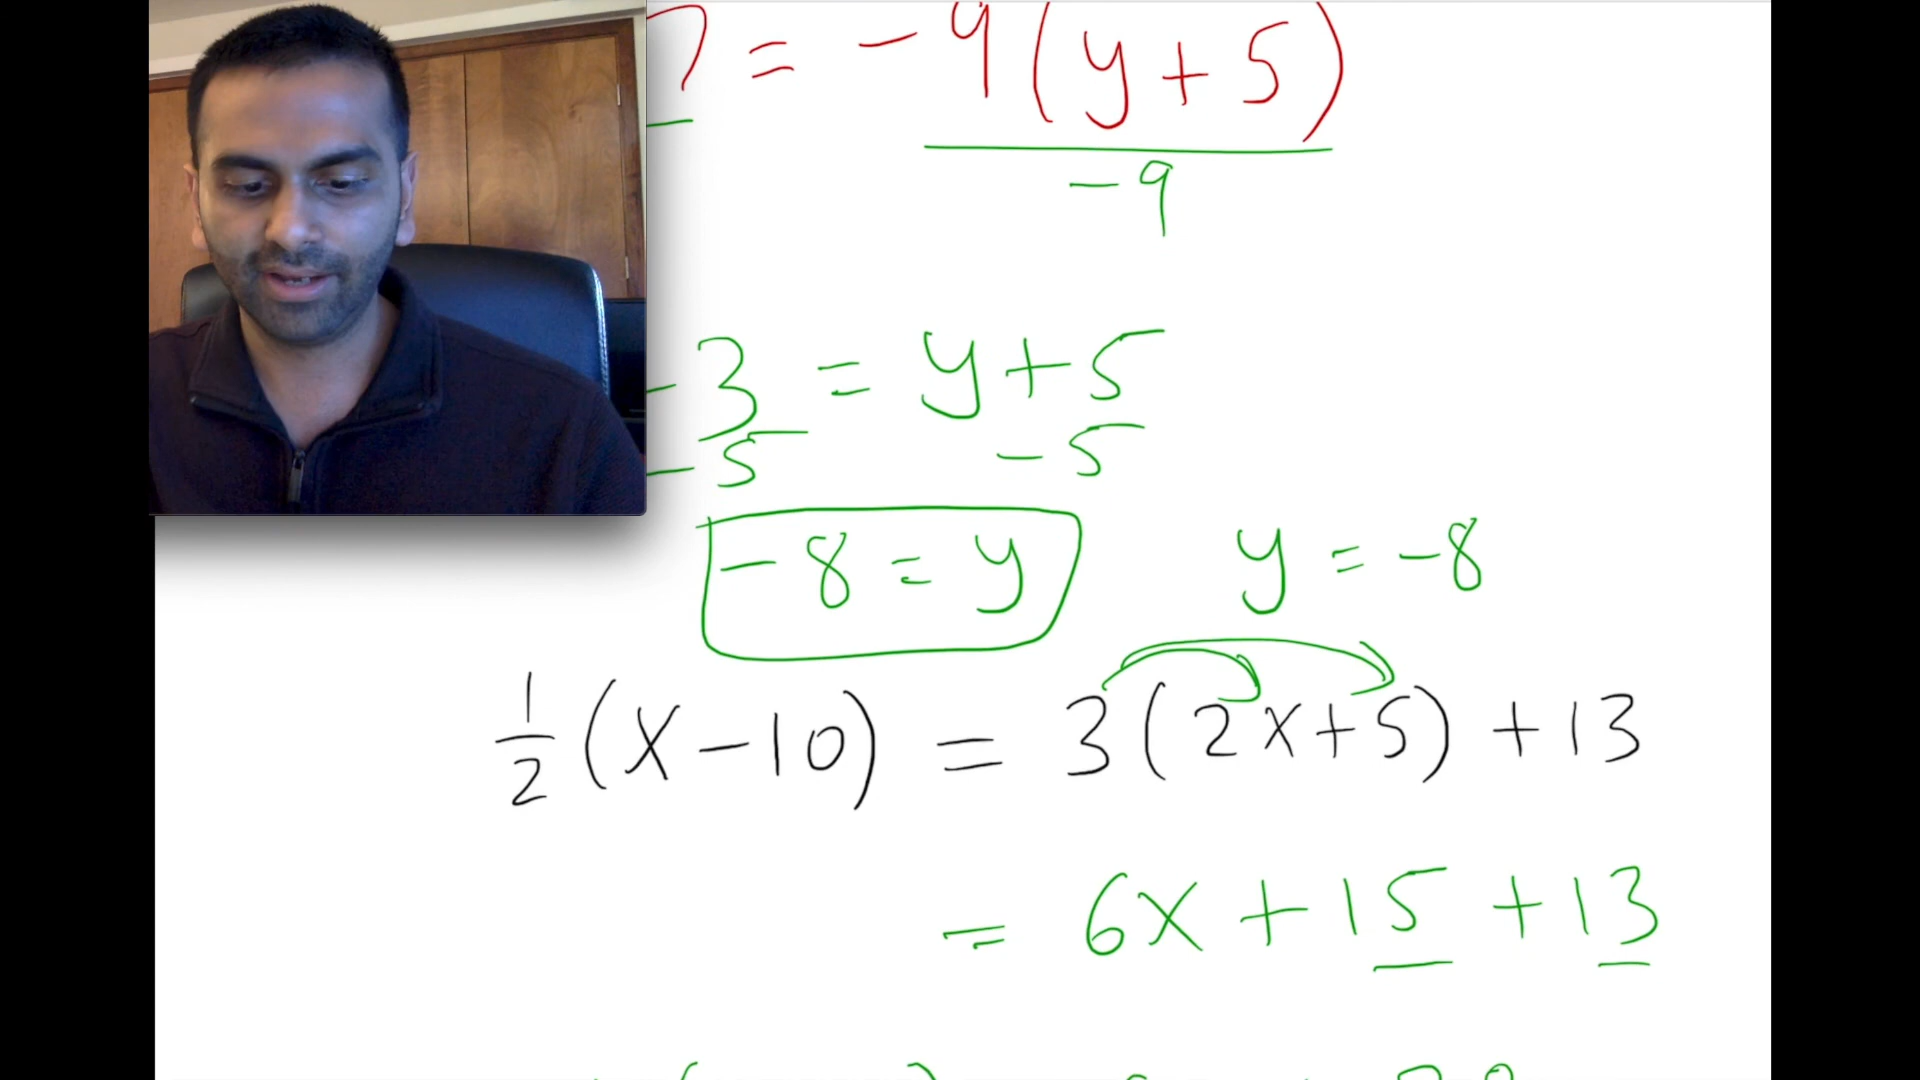 7 = -9(y+5)
-9
-3 = y+5
-5 -5
-8 = y y = -8
1/2 (x-10) = 3(2x+5) + 13
= 6x + 15 + 13